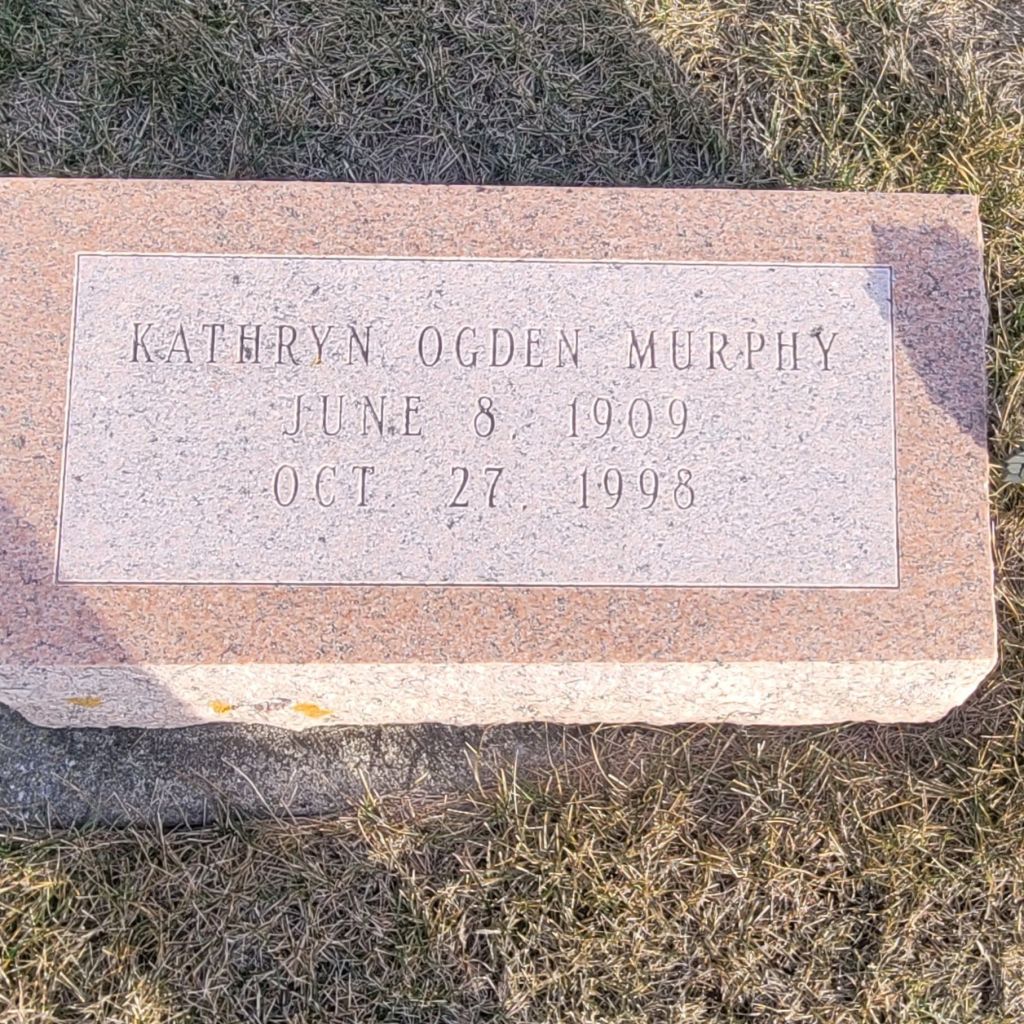 KATHRYN OGDEN MURPHY
JUNE 8, 1909
OCT. 27, 1998